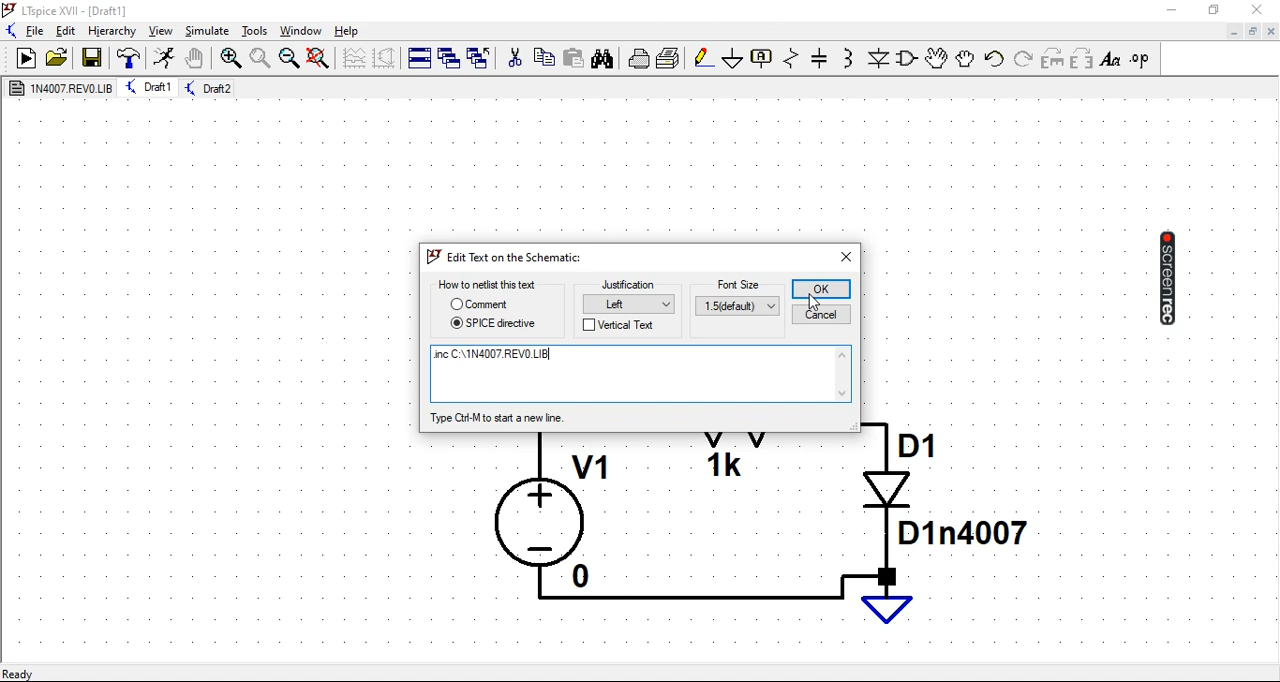 LTspice XVII - [Draft1]
File Edit Hierarchy View Simulate Tools Window Help
A Aa .op
1N4007.REV0.LIB Draft1 Draft2
Edit Text on the Schematic:
How to netlist this text
Comment
SPICE directive
Justification
Left
Vertical Text
Font Size
1.5(default)
OK
Cancel
.inc C:\1N4007.REV0.LIB
Type Ctrl-M to start a new line.
V1
0
1k
D1
D1n4007
screenrec
Ready